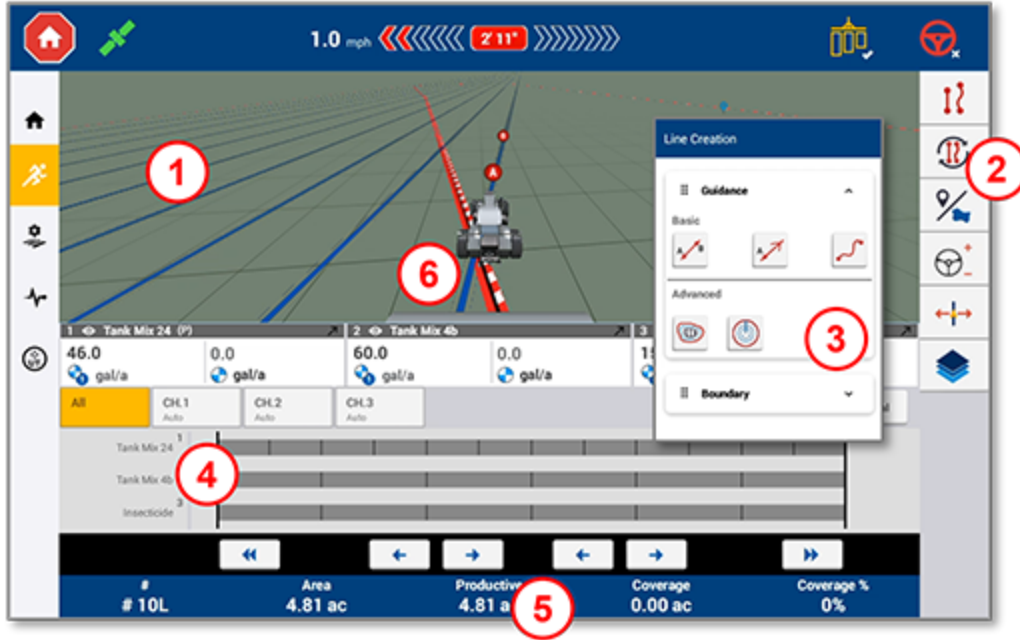 1.0 mph 2' 11"
1
2
B
A
6
Line Creation
Guidance
Basic
A B
A
Advanced
3
Boundary
1 Tank Mix 24 (P) 2 Tank Mix 4b 3
46.0 0.0 60.0 0.0
gal/a gal/a gal/a gal/a
All CH.1 CH.2 CH.3
Auto Auto Auto
Tank Mix 24 1
Tank Mix 4b
4
Insecticide 3
# Area Productive Coverage Coverage %
# 10L 4.81 ac 4.81 a 0.00 ac 0%
5